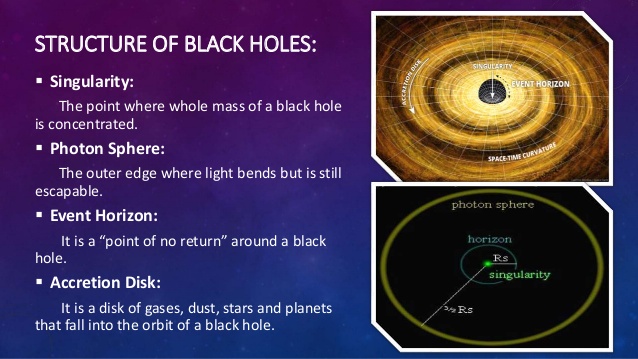 STRUCTURE OF BLACK HOLES:
▪ Singularity:
The point where whole mass of a black hole
is concentrated.
▪ Photon Sphere:
The outer edge where light bends but is still
escapable.
▪ Event Horizon:
It is a “point of no return” around a black
hole.
▪ Accretion Disk:
It is a disk of gases, dust, stars and planets
that fall into the orbit of a black hole.
SINGULARITY
ACCRETION DISK
EVENT HORIZON
SPACE-TIME CURVATURE
photon sphere
horizon
Rs
singularity
³⁄₂ Rs